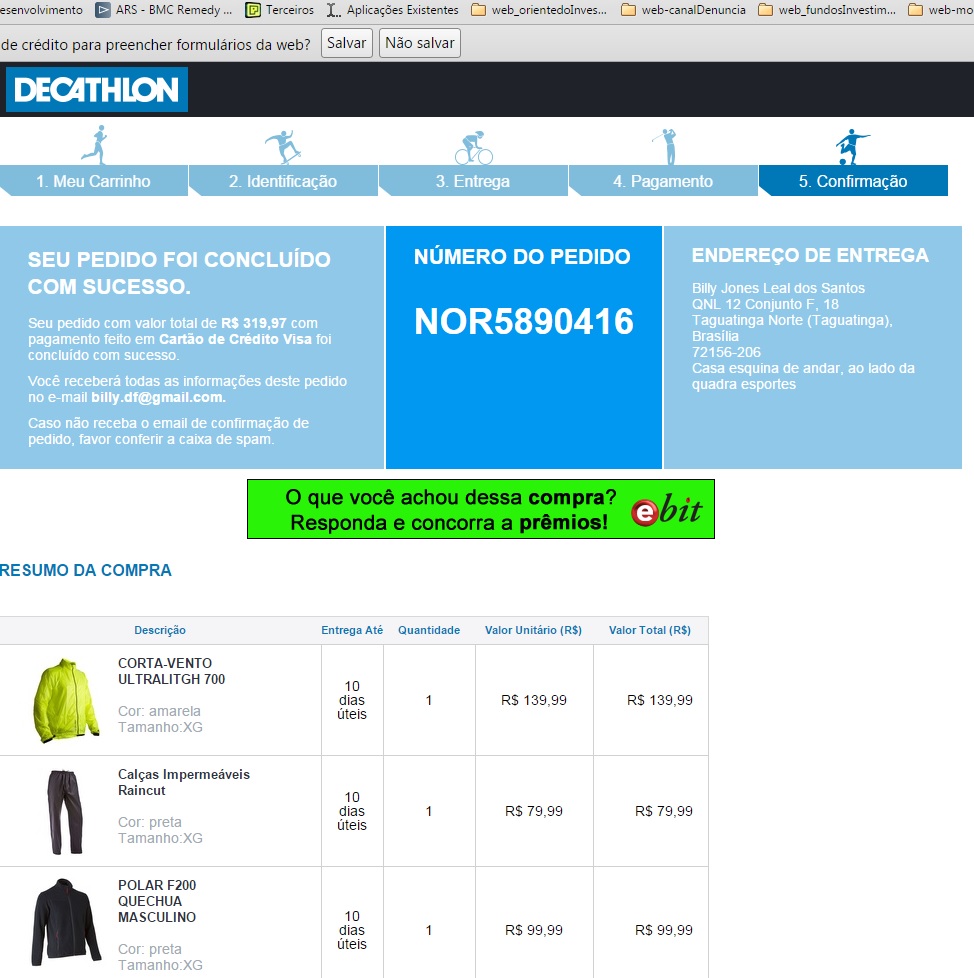 esenvolvimento ARS - BMC Remedy ... Terceiros Aplicações Existentes web_orientedoInves... web-canalDenuncia web_fundosInvestim... web-mo
de crédito para preencher formulários da web? Salvar Não salvar
DECATHLON
1. Meu Carrinho 2. Identificação 3. Entrega 4. Pagamento 5. Confirmação
SEU PEDIDO FOI CONCLUÍDO
COM SUCESSO.
Seu pedido com valor total de R$ 319,97 com
pagamento feito em Cartão de Crédito Visa foi
concluído com sucesso.
Você receberá todas as informações deste pedido
no e-mail billy.df@gmail.com.
Caso não receba o email de confirmação de
pedido, favor conferir a caixa de spam.
NÚMERO DO PEDIDO
NOR5890416
ENDEREÇO DE ENTREGA
Billy Jones Leal dos Santos
QNL 12 Conjunto F, 18
Taguatinga Norte (Taguatinga),
Brasília
72156-206
Casa esquina de andar, ao lado da
quadra esportes
O que você achou dessa compra?
Responda e concorra a prêmios!
ebit
RESUMO DA COMPRA
Descrição Entrega Até Quantidade Valor Unitário (R$) Valor Total (R$)
CORTA-VENTO
ULTRALITGH 700
Cor: amarela
Tamanho:XG
10
dias
úteis
1
R$ 139,99
R$ 139,99
Calças Impermeáveis
Raincut
Cor: preta
Tamanho:XG
10
dias
úteis
1
R$ 79,99
R$ 79,99
POLAR F200
QUECHUA
MASCULINO
Cor: preta
Tamanho:XG
10
dias
úteis
1
R$ 99,99
R$ 99,99